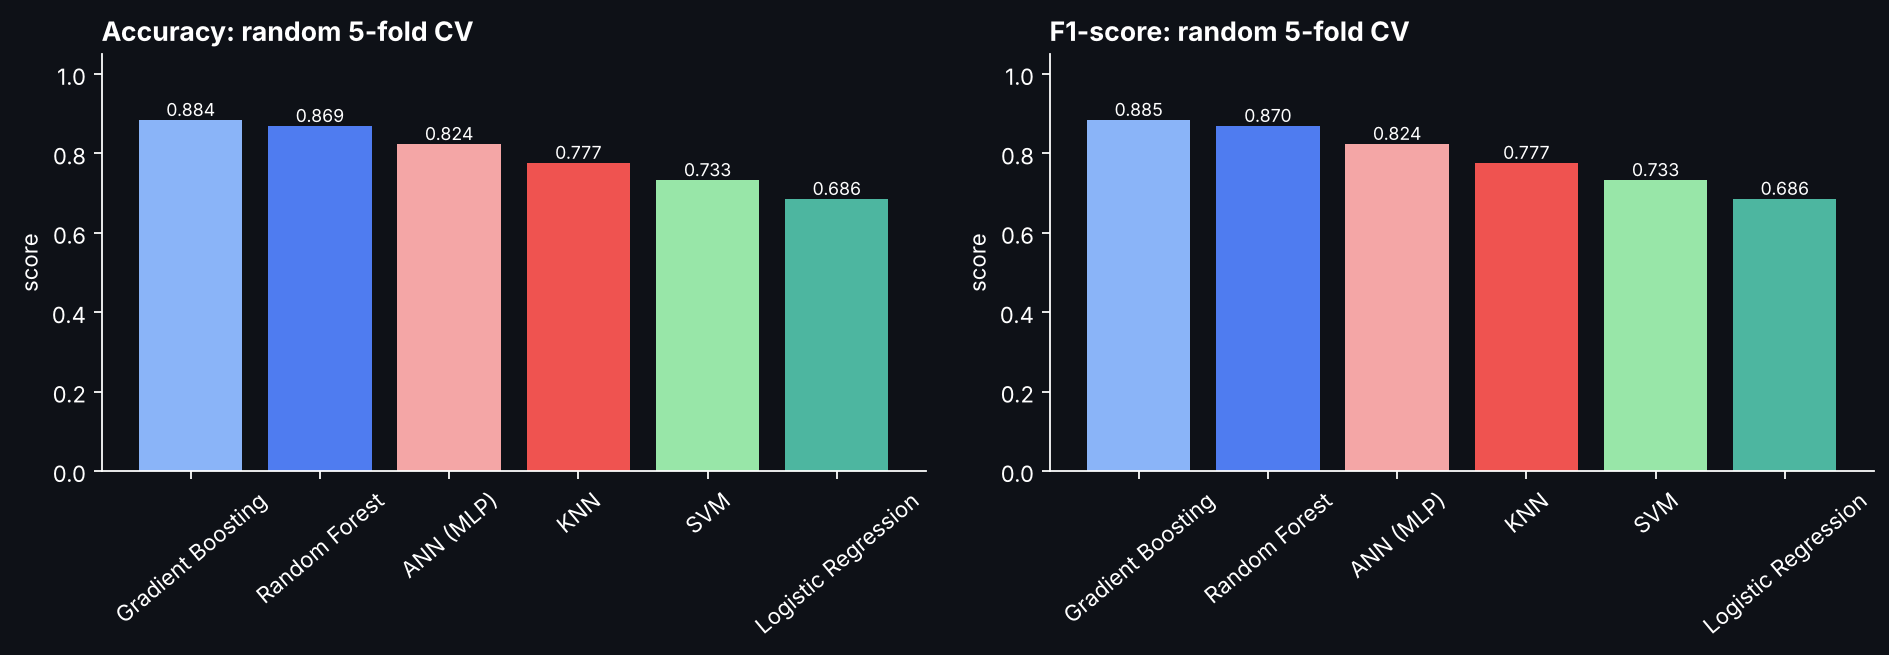 Accuracy: random 5-fold CV
score
1.0
0.8
0.6
0.4
0.2
0.0
0.884
0.869
0.824
0.777
0.733
0.686
Gradient Boosting
Random Forest
ANN (MLP)
KNN
SVM
Logistic Regression
F1-score: random 5-fold CV
score
1.0
0.8
0.6
0.4
0.2
0.0
0.885
0.870
0.824
0.777
0.733
0.686
Gradient Boosting
Random Forest
ANN (MLP)
KNN
SVM
Logistic Regression